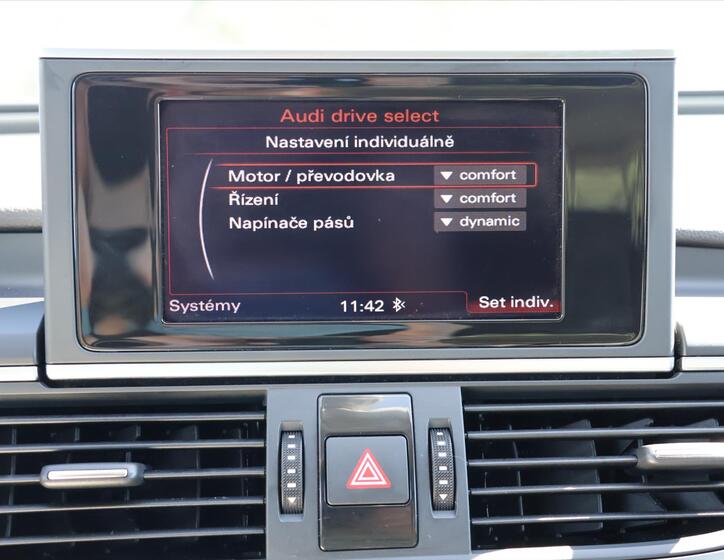 Audi drive select
Nastavení individuálně
Motor / převodovka ▼ comfort
Řízení ▼ comfort
Napínače pásů ▼ dynamic
Systémy 11:42 Set indiv.